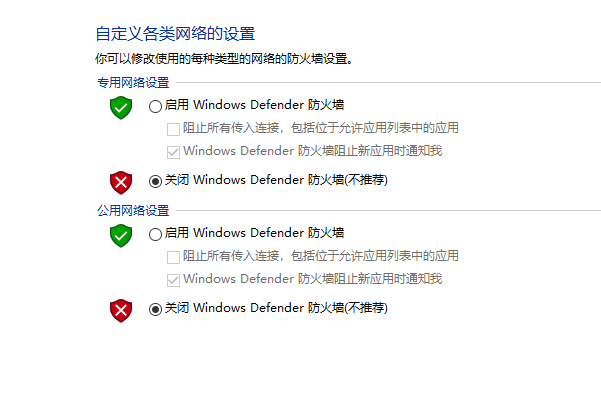 自定义各类网络的设置
你可以修改使用的每种类型的网络的防火墙设置。
专用网络设置
启用 Windows Defender 防火墙
阻止所有传入连接，包括位于允许应用列表中的应用
Windows Defender 防火墙阻止新应用时通知我
关闭 Windows Defender 防火墙(不推荐)
公用网络设置
启用 Windows Defender 防火墙
阻止所有传入连接，包括位于允许应用列表中的应用
Windows Defender 防火墙阻止新应用时通知我
关闭 Windows Defender 防火墙(不推荐)